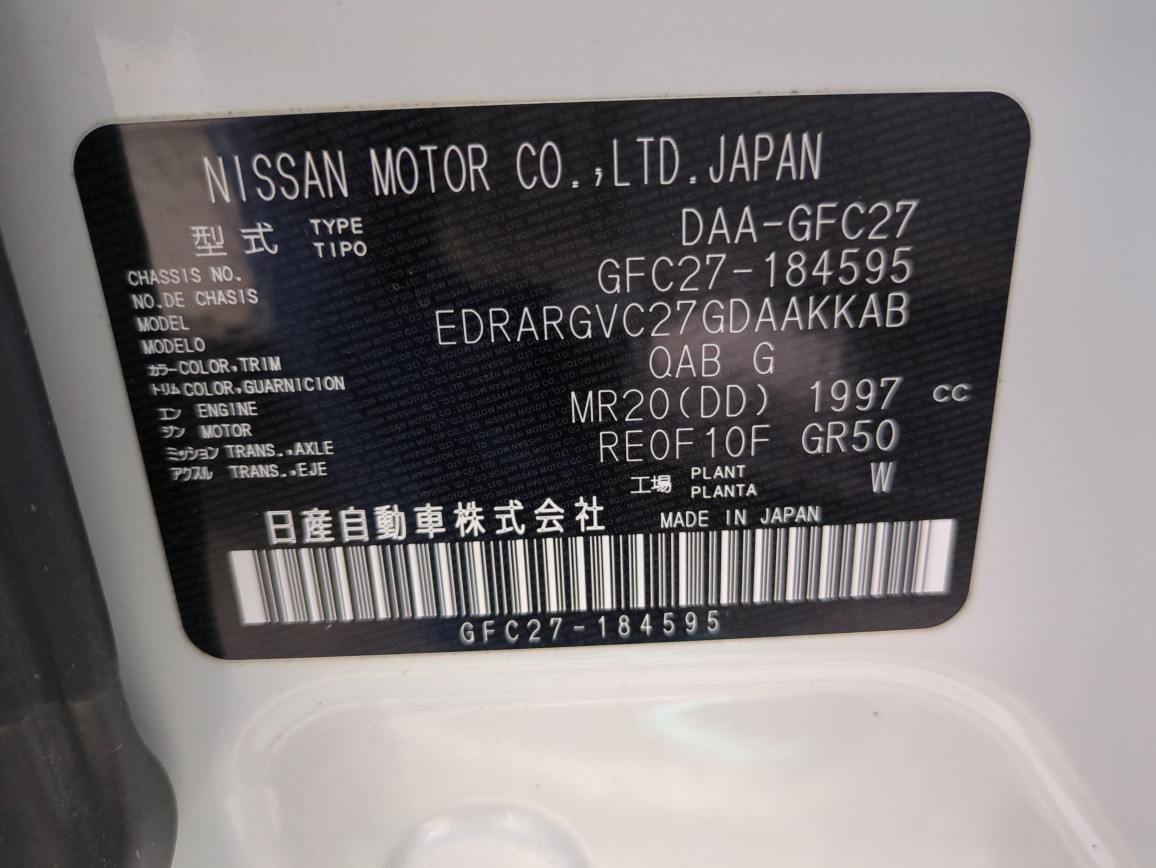 NISSAN MOTOR CO.,LTD.JAPAN
型式 TYPE TIPO DAA-GFC27
CHASSIS NO. GFC27-184595
NO.DE CHASIS
MODEL EDRARGVC27GDAAKKAB
MODELO
カラー COLOR,TRIM QAB G
トリム COLOR,GUARNICION
エン ENGINE MR20(DD) 1997 cc
ジン MOTOR
ミッション TRANS.,AXLE RE0F10F GR50
アクスル TRANS.,EJE
工場 PLANT PLANTA W
日産自動車株式会社 MADE IN JAPAN
GFC27-184595